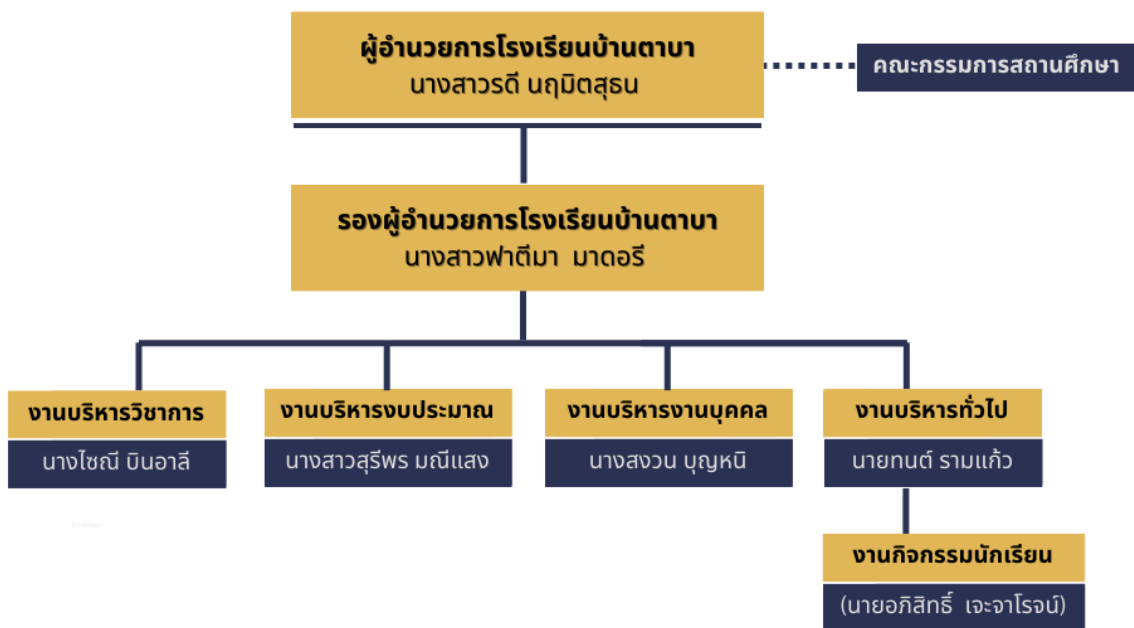 ผู้อำนวยการโรงเรียนบ้านตาบา
นางสาวรดี นฤมิตสุธน
คณะกรรมการสถานศึกษา
รองผู้อำนวยการโรงเรียนบ้านตาบา
นางสาวฟาตีมา มาดอรี
งานบริหารวิชาการ
นางไซณี บินอาลี
งานบริหารงบประมาณ
นางสาวสุรีพร มณีแสง
งานบริหารงานบุคคล
นางสงวน บุญหนิ
งานบริหารทั่วไป
นายทนต์ รามแก้ว
งานกิจกรรมนักเรียน
(นายอภิสิทธิ์ เจะจาโรจน์)